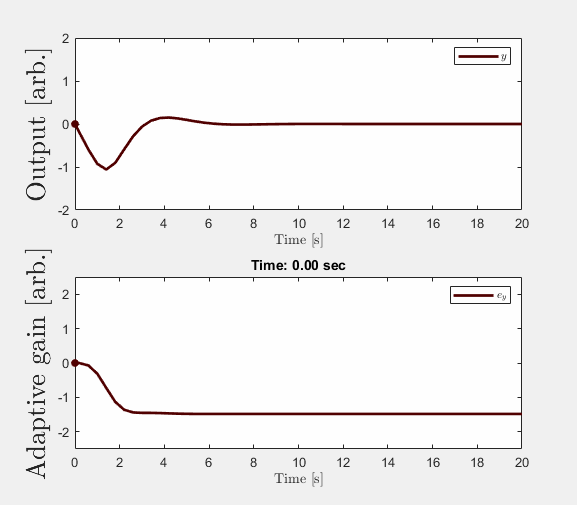 2
1
0
-1
-2
Output [arb.]
y
0 2 4 6 8 10 12 14 16 18 20
Time [s]
Time: 0.00 sec
2
1
0
-1
-2
Adaptive gain [arb.]
e_y
0 2 4 6 8 10 12 14 16 18 20
Time [s]